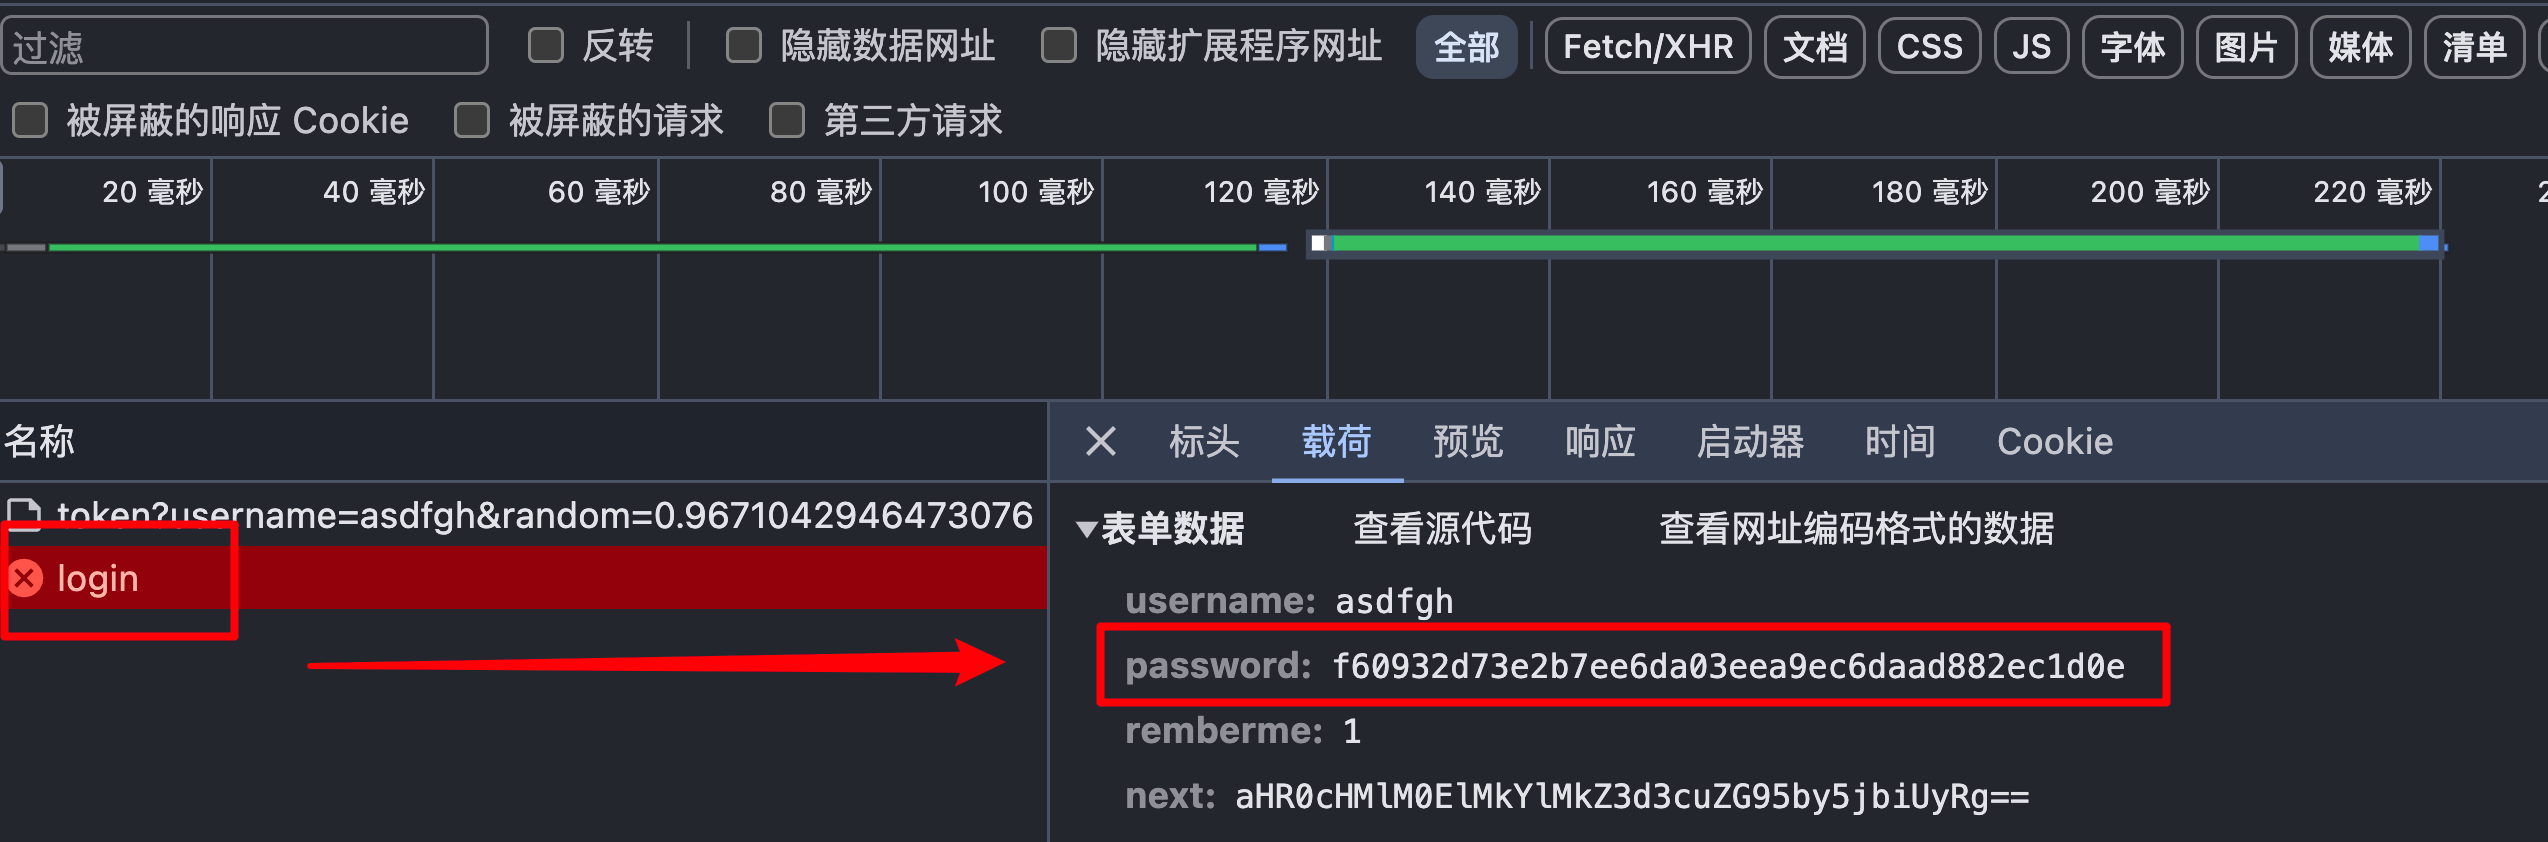 过滤 反转 隐藏数据网址 隐藏扩展程序网址 全部 Fetch/XHR 文档 CSS JS 字体 图片 媒体 清单
被屏蔽的响应 Cookie 被屏蔽的请求 第三方请求
20 毫秒 40 毫秒 60 毫秒 80 毫秒 100 毫秒 120 毫秒 140 毫秒 160 毫秒 180 毫秒 200 毫秒 220 毫秒
名称 标头 载荷 预览 响应 启动器 时间 Cookie
token?username=asdfgh&random=0.9671042946473076
login
表单数据 查看源代码 查看网址编码格式的数据
username: asdfgh
password: f60932d73e2b7ee6da03eea9ec6daad882ec1d0e
remberme: 1
next: aHR0cHMlM0ElMkYlMkZ3d3cuZG95by5jbiUyRg==